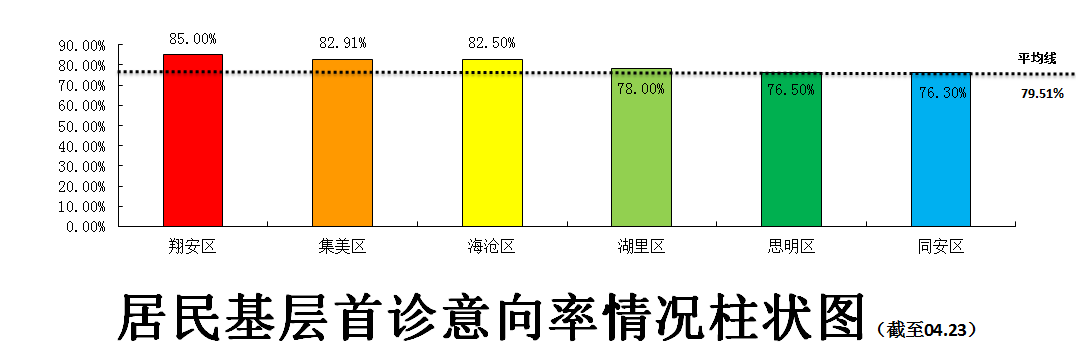 85.00%
82.91%
82.50%
90.00%
80.00%
70.00%
60.00%
50.00%
40.00%
30.00%
20.00%
10.00%
0.00%
平均线
79.51%
78.00%
76.50%
76.30%
翔安区
集美区
海沧区
湖里区
思明区
同安区
居民基层首诊意向率情况柱状图（截至04.23）